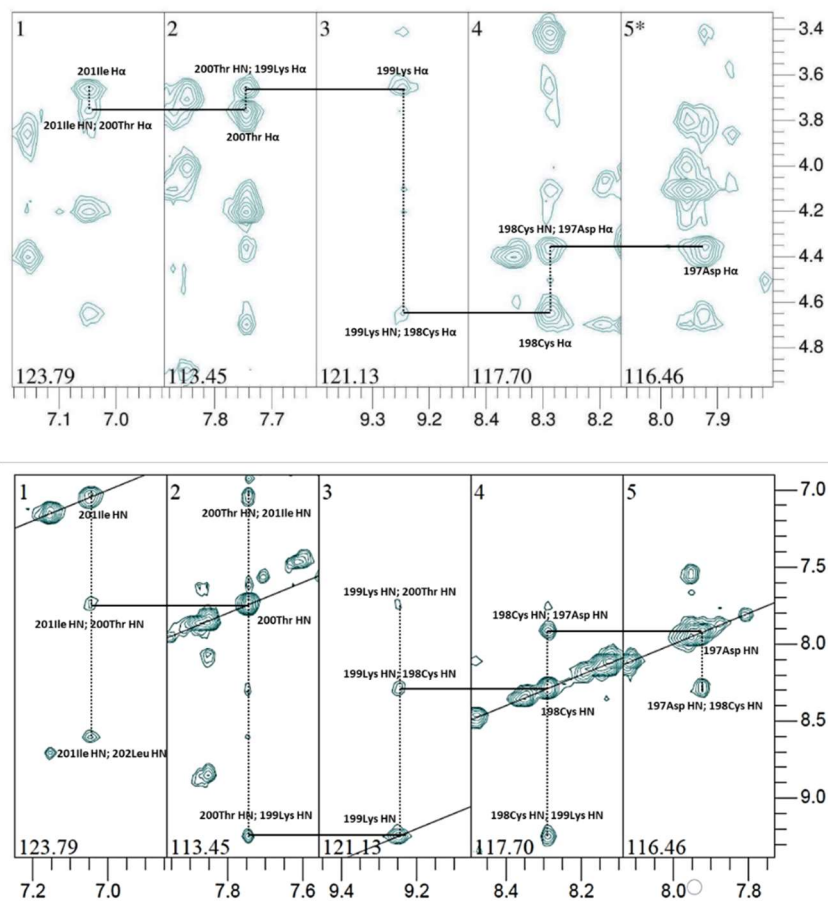 1 2 3 4 5*
3.4
3.6
201Ile Hα
200Thr HN; 199Lys Hα
199Lys Hα
3.8
201Ile HN; 200Thr Hα
200Thr Hα
4.0
4.2
198Cys HN; 197Asp Hα
197Asp Hα
4.4
4.6
199Lys HN; 198Cys Hα
198Cys Hα
4.8
123.79 113.45 121.13 117.70 116.46
7.1 7.0 7.8 7.7 9.3 9.2 8.4 8.3 8.2 8.0 7.9
1 2 3 4 5
7.0
201Ile HN
200Thr HN; 201Ile HN
7.5
199Lys HN; 200Thr HN
201Ile HN; 200Thr HN
200Thr HN
198Cys HN; 197Asp HN
8.0
197Asp HN
199Lys HN; 198Cys HN
198Cys HN
197Asp HN; 198Cys HN
8.5
201Ile HN; 202Leu HN
9.0
200Thr HN; 199Lys HN
199Lys HN
198Cys HN; 199Lys HN
123.79 113.45 121.13 117.70 116.46
7.2 7.0 7.8 7.6 9.4 9.2 8.4 8.2 8.0 7.8